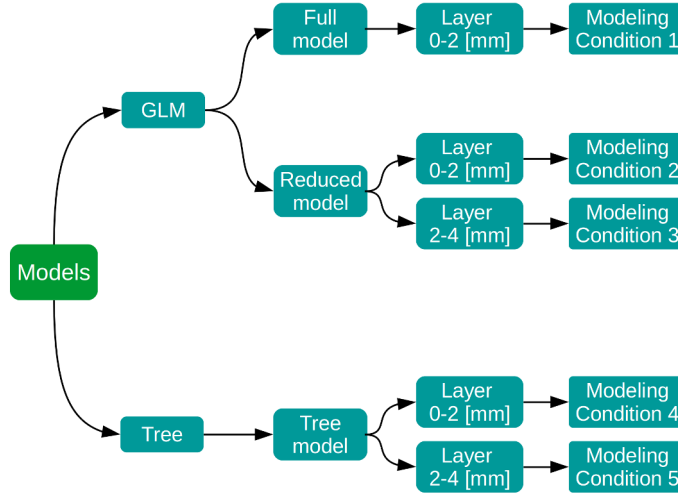 Full
model
Layer
0-2 [mm]
Modeling
Condition 1
GLM
Reduced
model
Layer
0-2 [mm]
Modeling
Condition 2
Layer
2-4 [mm]
Modeling
Condition 3
Models
Tree
Tree
model
Layer
0-2 [mm]
Modeling
Condition 4
Layer
2-4 [mm]
Modeling
Condition 5